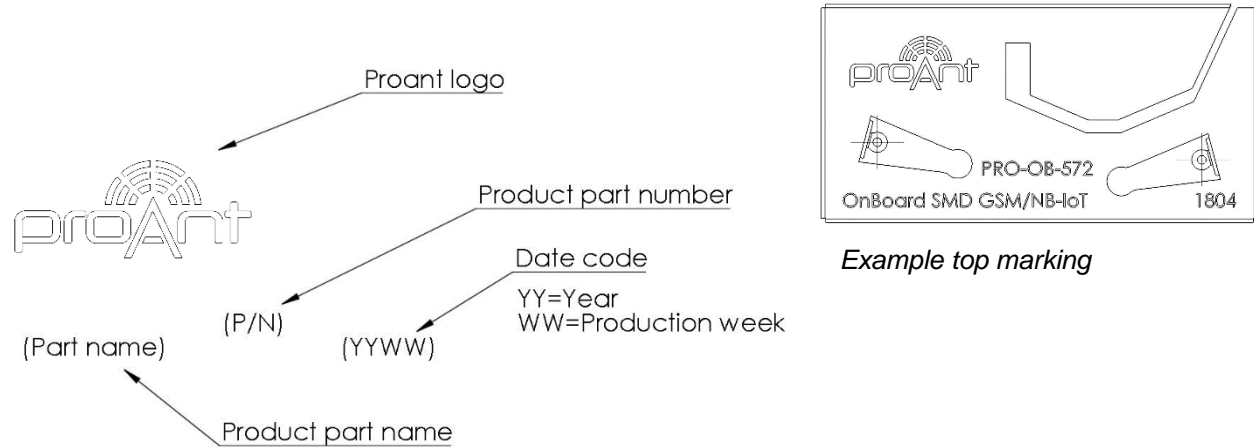 Proant logo
proAnt
Product part number
Date code
YY=Year
WW=Production week
(P/N)
(YYWW)
(Part name)
Product part name
proAnt
PRO-OB-572
OnBoard SMD GSM/NB-IoT 1804
Example top marking